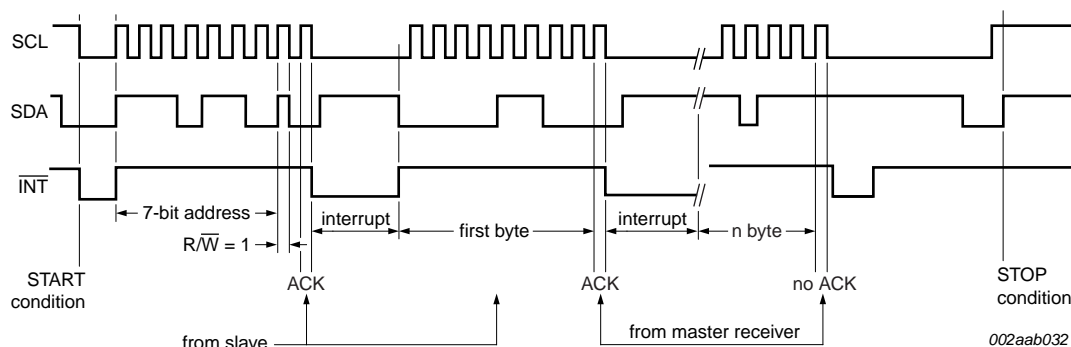 SCL
SDA
INT
7-bit address
interrupt
first byte
interrupt
n byte
R/W = 1
START
condition
ACK
ACK
no ACK
STOP
condition
from slave
from master receiver
002aab032